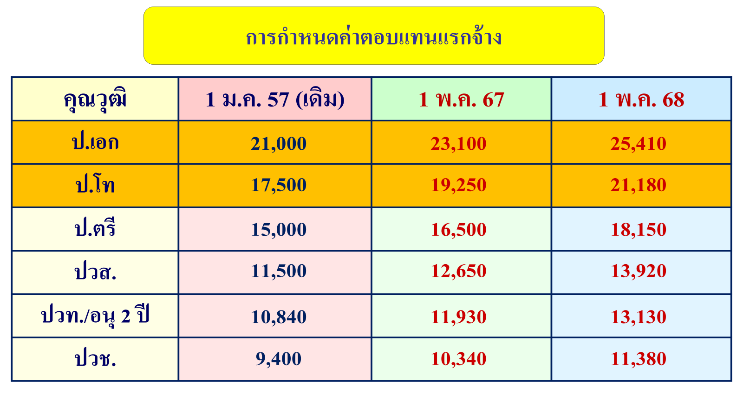 การกำหนดค่าตอบแทนแรกจ้าง
คุณวุฒิ 1 ม.ค. 57 (เดิม) 1 พ.ค. 67 1 พ.ค. 68
ป.เอก 21,000 23,100 25,410
ป.โท 17,500 19,250 21,180
ป.ตรี 15,000 16,500 18,150
ปวส. 11,500 12,650 13,920
ปวท./อนุ 2 ปี 10,840 11,930 13,130
ปวช. 9,400 10,340 11,380